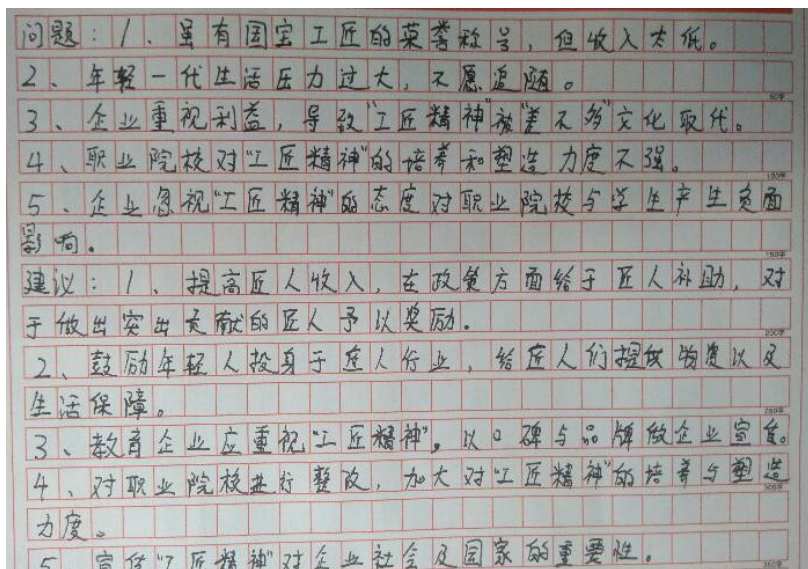 问题：1、虽有国宝工匠的荣誉称号，但收入太低。
2、年轻一代生活压力过大，不愿追随。
3、企业重视利益，导致"工匠精神"被"差不多"文化取代。
4、职业院校对"工匠精神"的培养和塑造力度不强。
5、企业忽视"工匠精神"的态度对职业院校与学生产生负面
影响。
建议：1、提高匠人收入，在政策方面给于匠人补助，对
于做出突出贡献的匠人予以奖励。
2、鼓励年轻人投身于匠人行业，给匠人们提供物资以及
生活保障。
3、教育企业应重视"工匠精神"。以口碑与品牌做企业宣传。
4、对职业院校进行整改，加大对"工匠精神"的培养与塑造
力度。
5、宣传"工匠精神"对企业社会及国家的重要性。